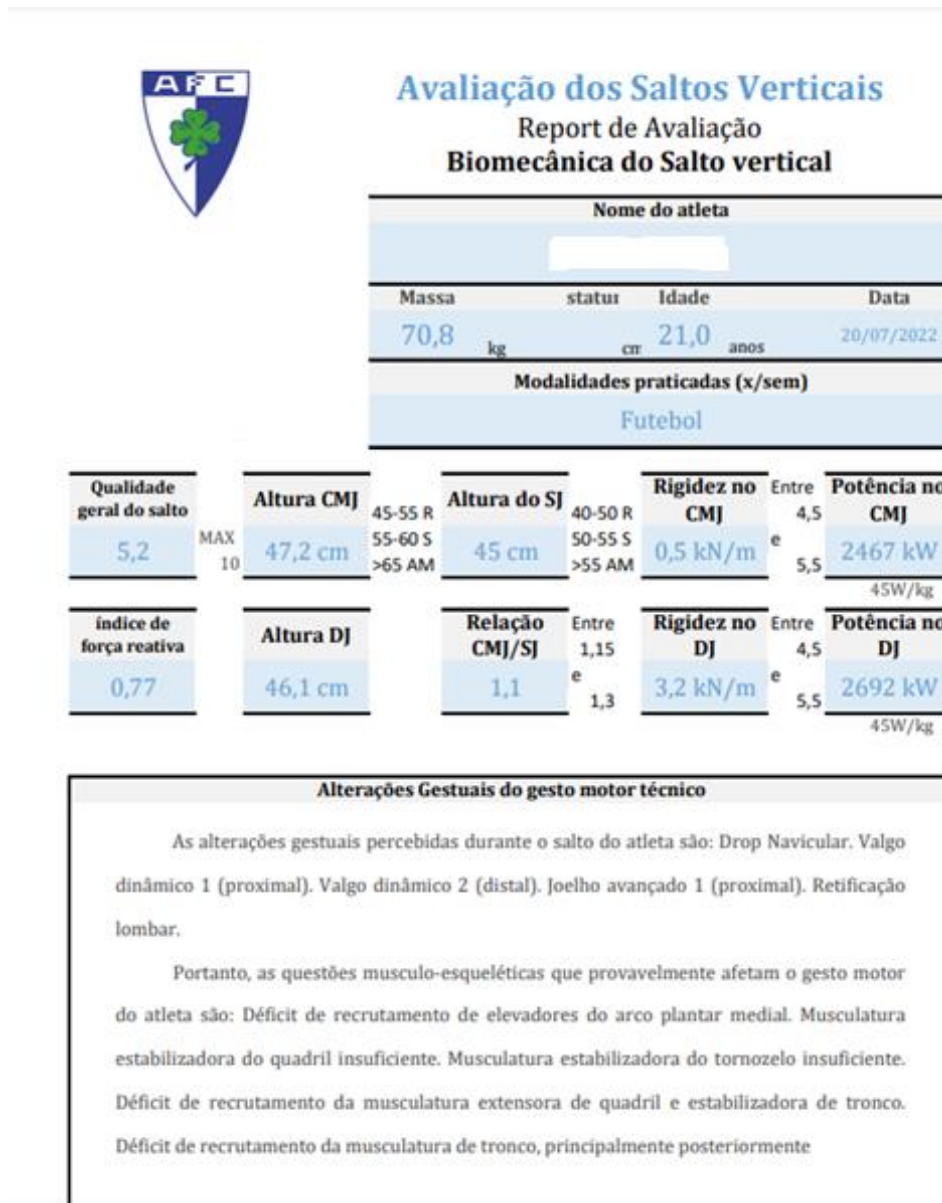 AFC
Avaliação dos Saltos Verticais
Report de Avaliação
Biomecânica do Salto vertical
Nome do atleta
Massa statur Idade Data
70,8 kg cm 21,0 anos 20/07/2022
Modalidades praticadas (x/sem)
Futebol
Qualidade geral do salto
5,2
MAX
10
Altura CMJ
47,2 cm
45-55 R
55-60 S
>65 AM
Altura do SJ
45 cm
40-50 R
50-55 S
>55 AM
Rigidez no CMJ
0,5 kN/m
Entre
4,5
e
5,5
Potência no CMJ
2467 kW
45W/kg
índice de força reativa
0,77
Altura DJ
46,1 cm
Relação CMJ/SJ
1,1
Entre
1,15
e
1,3
Rigidez no DJ
3,2 kN/m
Entre
4,5
e
5,5
Potência no DJ
2692 kW
45W/kg
Alterações Gestuais do gesto motor técnico
As alterações gestuais percebidas durante o salto do atleta são: Drop Navicular. Valgo
dinâmico 1 (proximal). Valgo dinâmico 2 (distal). Joelho avançado 1 (proximal). Retificação
lombar.
Portanto, as questões musculo-esqueléticas que provavelmente afetam o gesto motor
do atleta são: Déficit de recrutamento de elevadores do arco plantar medial. Musculatura
estabilizadora do quadril insuficiente. Musculatura estabilizadora do tornozelo insuficiente.
Déficit de recrutamento da musculatura extensora de quadril e estabilizadora de tronco.
Déficit de recrutamento da musculatura de tronco, principalmente posteriormente